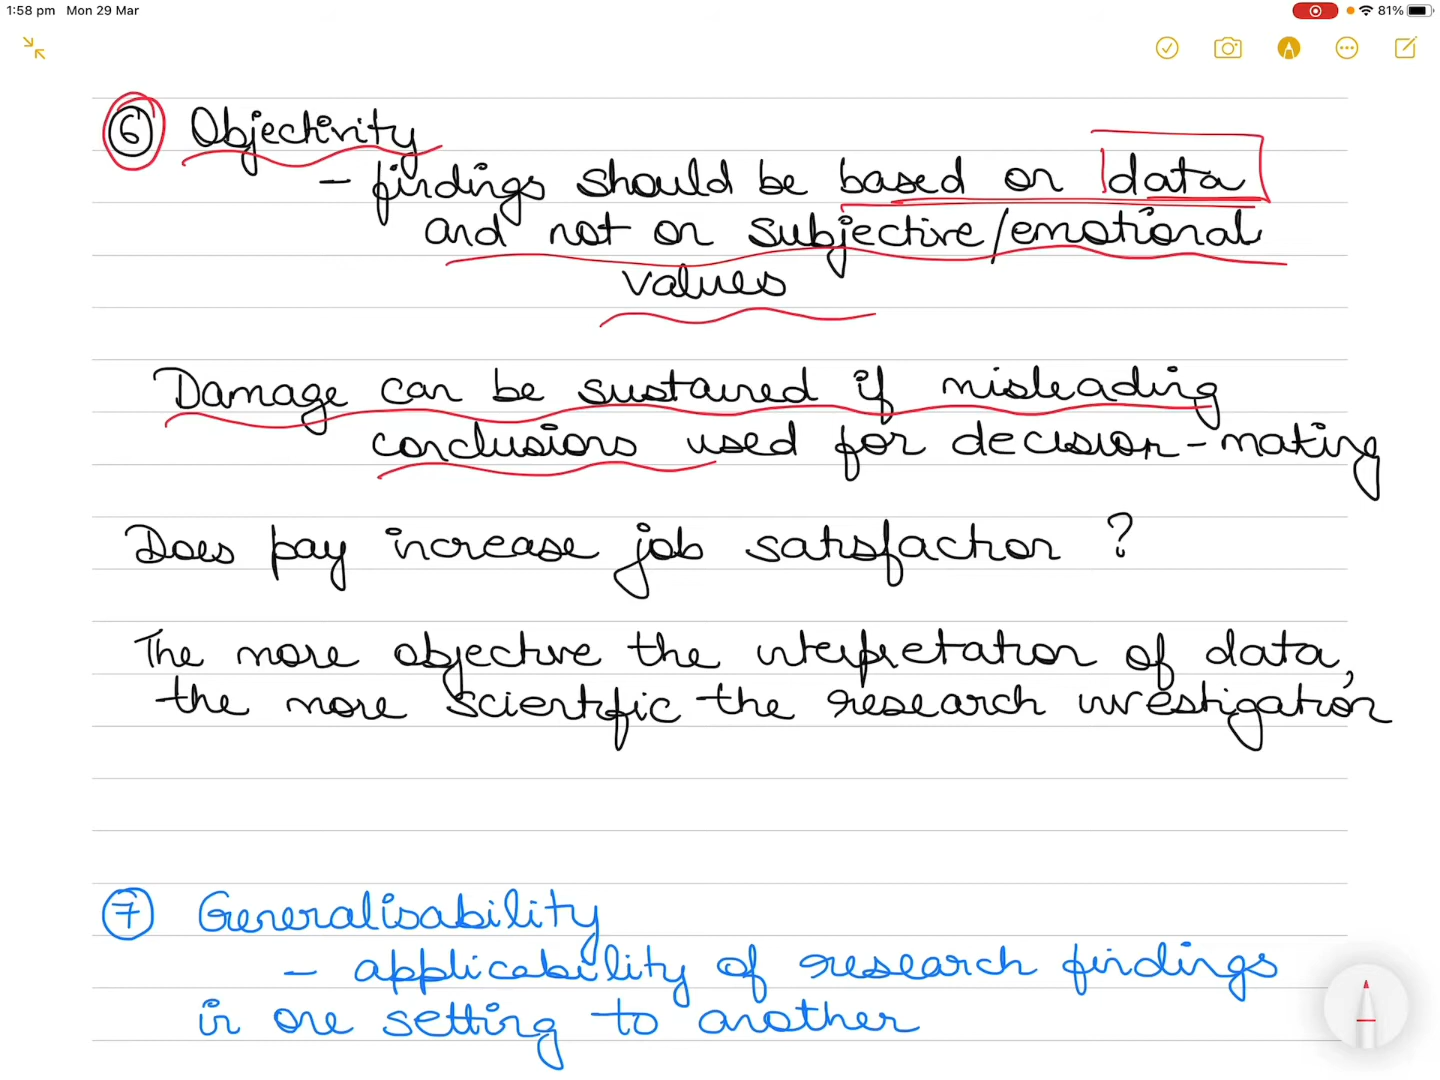 1:58 pm Mon 29 Mar 81%
6 Objectivity
- findings should be based on data
and not on subjective/emotional
values
Damage can be sustained if misleading
conclusions used for decision-making
Does pay increase job satisfaction ?
The more objective the interpretation of data,
the more scientific the research investigation
7 Generalisability
- applicability of research findings
in one setting to another